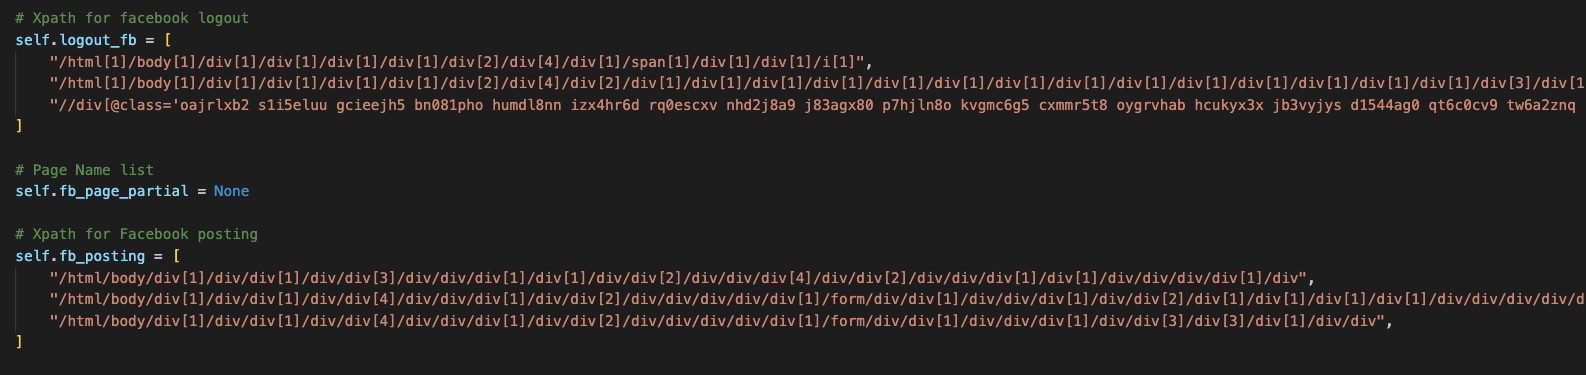 # Xpath for facebook logout
self.logout_fb = [
"/html[1]/body[1]/div[1]/div[1]/div[1]/div[1]/div[2]/div[4]/div[1]/span[1]/div[1]/div[1]/i[1]",
"/html[1]/body[1]/div[1]/div[1]/div[1]/div[1]/div[2]/div[4]/div[2]/div[1]/div[1]/div[1]/div[1]/div[1]/div[1]/div[1]/div[1]/div[1]/div[1]/div[1]/div[1]/div[3]/div[1
"//div[@class='oajrlxb2 s1i5eluu gcieejh5 bn081pho humdl8nn izx4hr6d rq0escxv nhd2j8a9 j83agx80 p7hjln8o kvgmc6g5 cxmmr5t8 oygrvhab hcukyx3x jb3vyjys d1544ag0 qt6c0cv9 tw6a2znq
]
# Page Name list
self.fb_page_partial = None
# Xpath for Facebook posting
self.fb_posting = [
"/html/body/div[1]/div/div[1]/div/div[3]/div/div/div[1]/div[1]/div/div[2]/div/div/div[4]/div/div[2]/div/div/div[1]/div[1]/div/div/div/div[1]/div",
"/html/body/div[1]/div/div[1]/div/div[4]/div/div[1]/div/div[2]/div/div/div/div/div[1]/form/div/div[1]/div/div/div[1]/div/div[2]/div[1]/div[1]/div[1]/div[1]/div/div/div/div/d
"/html/body/div[1]/div/div[1]/div/div[4]/div/div[1]/div/div[2]/div/div/div/div/div[1]/form/div/div[1]/div/div/div[1]/div/div[3]/div[3]/div[1]/div/div",
]